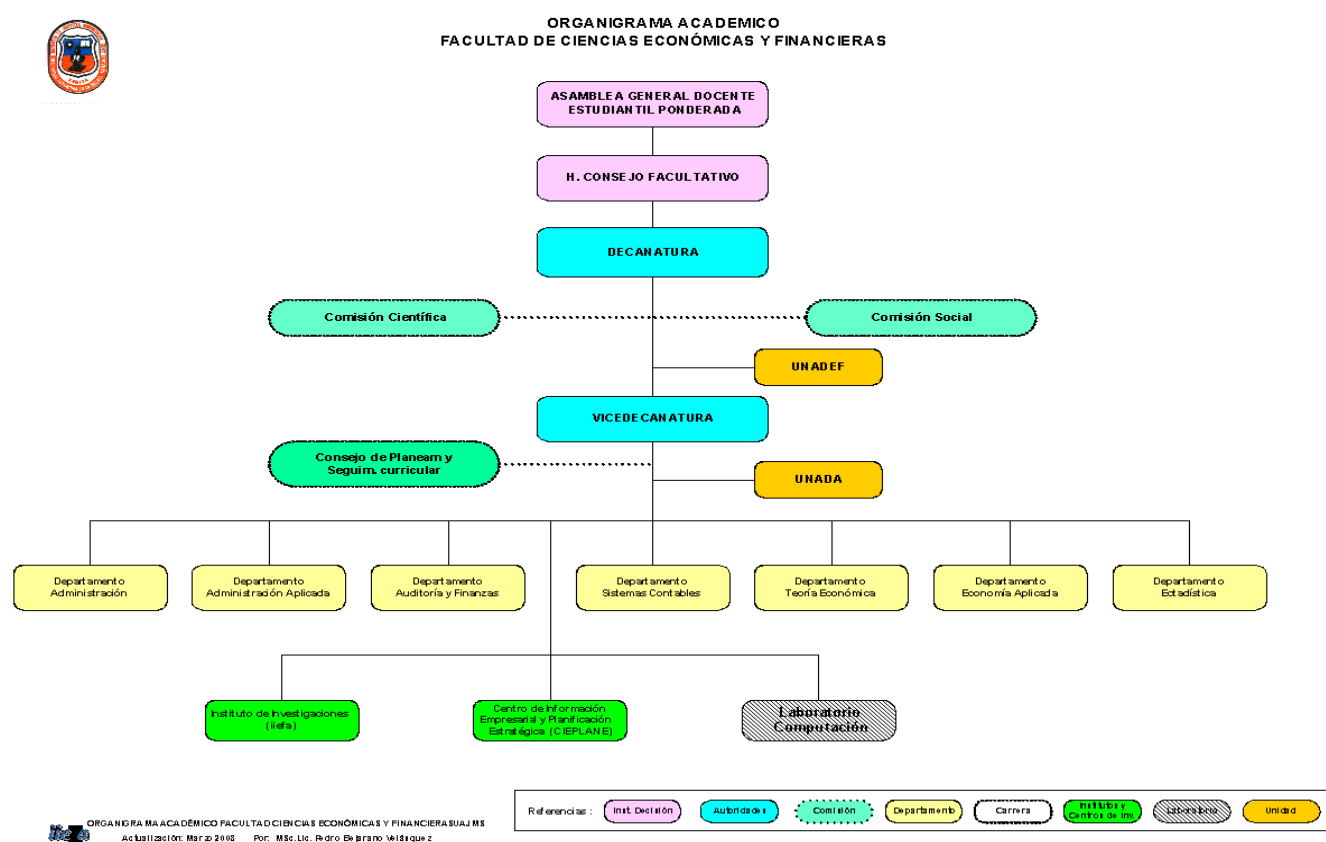 ORGANIGRAMA ACADEMICO
FACULTAD DE CIENCIAS ECONÓMICAS Y FINANCIERAS
ASAMBLEA GENERAL DOCENTE
ESTUDIANTIL PONDERADA
H. CONSEJO FACULTATIVO
DECANATURA
Comisión Científica
Comisión Social
UNADEF
VICEDECANATURA
Consejo de Planeam y
Seguim. curricular
UNADA
Departamento
Administración
Departamento
Administración Aplicada
Departamento
Auditoría y Finanzas
Departamento
Sistemas Contables
Departamento
Teoría Económica
Departamento
Economía Aplicada
Departamento
Ectadística
Instituto de Investigaciones
(iiefa)
Centro de Información
Empresarial y Planificación
Estratégica (CIEPLANE)
Laboratorio
Computación
Referencias :
Inst. Decisión
Autoridades
Comisión
Departamento
Carrera
Institutos y
Centros de Inv.
Laboratorio
Unidad
ORGANIGRAMA ACADÉMICO FACULTAD CIENCIAS ECONÓMICAS Y FINANCIERAS UAJMS
Actualización: Marzo 2008 Por: MSc. Lic. Pedro Bejarano Velásquez